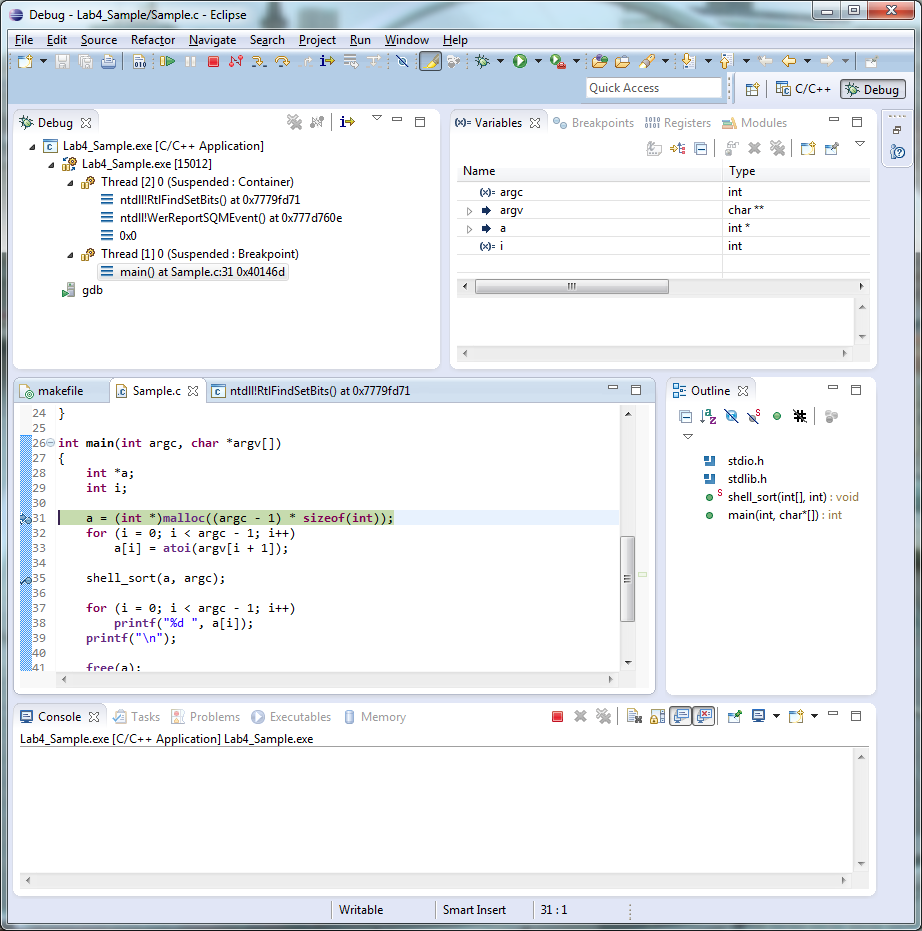 Debug - Lab4_Sample/Sample.c - Eclipse
File Edit Source Refactor Navigate Search Project Run Window Help
Quick Access
C/C++ Debug
Debug
Lab4_Sample.exe [C/C++ Application]
Lab4_Sample.exe [15012]
Thread [2] 0 (Suspended : Container)
ntdll!RtlFindSetBits() at 0x7779fd71
ntdll!WerReportSQMEvent() at 0x777d760e
0x0
Thread [1] 0 (Suspended : Breakpoint)
main() at Sample.c:31 0x40146d
gdb
(x)= Variables Breakpoints Registers Modules
Name Type
(x)= argc int
argv char **
a int *
(x)= i int
makefile Sample.c ntdll!RtlFindSetBits() at 0x7779fd71
24 }
25
26 int main(int argc, char *argv[])
27 {
28 int *a;
29 int i;
30
31 a = (int *)malloc((argc - 1) * sizeof(int));
32 for (i = 0; i < argc - 1; i++)
33 a[i] = atoi(argv[i + 1]);
34
35 shell_sort(a, argc);
36
37 for (i = 0; i < argc - 1; i++)
38 printf("%d ", a[i]);
39 printf("\n");
40
41 free(a);
Outline
stdio.h
stdlib.h
S shell_sort(int[], int) : void
main(int, char*[]) : int
Console Tasks Problems Executables Memory
Lab4_Sample.exe [C/C++ Application] Lab4_Sample.exe
Writable Smart Insert 31 : 1